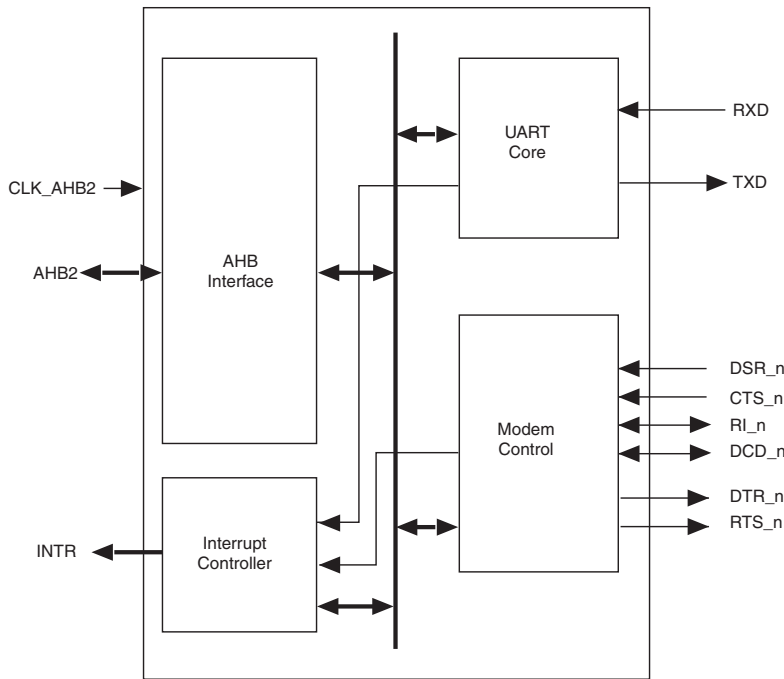 CLK_AHB2
AHB2
INTR
AHB
Interface
Interrupt
Controller
UART
Core
Modem
Control
RXD
TXD
DSR_n
CTS_n
RI_n
DCD_n
DTR_n
RTS_n